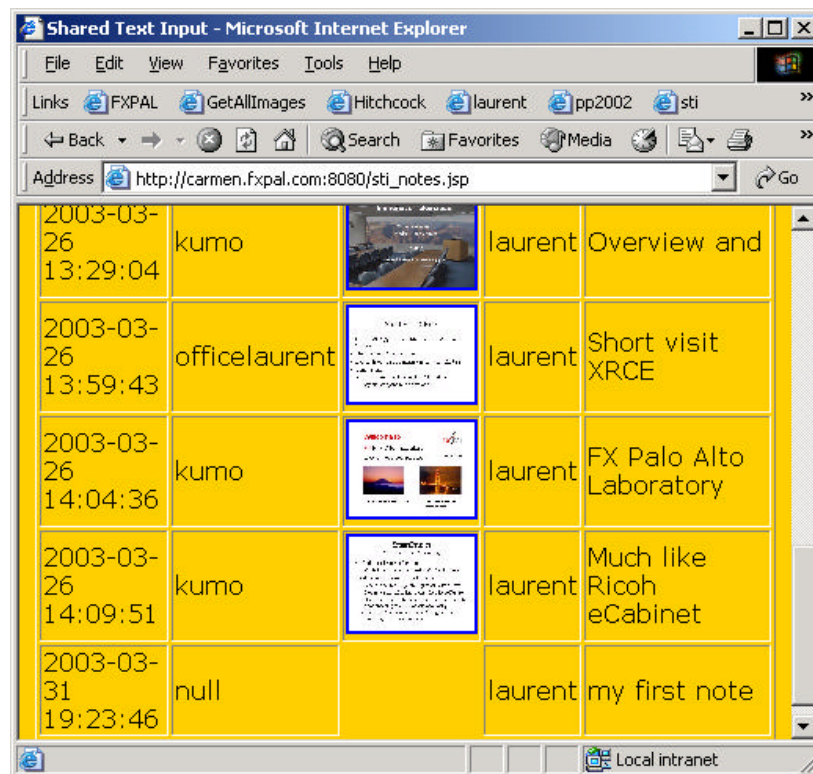 Shared Text Input - Microsoft Internet Explorer
File Edit View Favorites Tools Help
Links FXPAL GetAllImages Hitchcock laurent pp2002 sti »
Back Search Favorites Media »
Address http://carmen.fxpal.com:8080/sti_notes.jsp Go
2003-03-
26
13:29:04
kumo
laurent
Overview and
2003-03-
26
13:59:43
officelaurent
laurent
Short visit
XRCE
2003-03-
26
14:04:36
kumo
laurent
FX Palo Alto
Laboratory
2003-03-
26
14:09:51
kumo
laurent
Much like
Ricoh
eCabinet
2003-03-
31
19:23:46
null
laurent
my first note
Local intranet